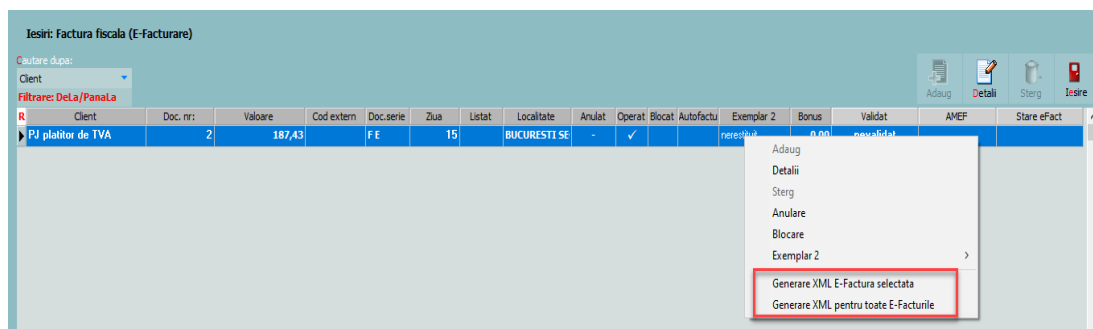 Iesiri: Factura fiscala (E-Facturare)
Cautare dupa:
Client
Filtrare: DeLa/PanaLa
Adaug Detalii Sterg Iesire
R Client Doc. nr: Valoare Cod extern Doc.serie Ziua Listat Localitate Anulat Operat Blocat Autofactu Exemplar 2 Bonus Validat AMEF Stare eFact
PJ platitor de TVA 2 187,43 F E 15 BUCURESTI SE - ✓ nerestituit 0.00 nevalidat
Adaug
Detalii
Sterg
Anulare
Blocare
Exemplar 2 >
Generare XML E-Factura selectata
Generare XML pentru toate E-Facturile